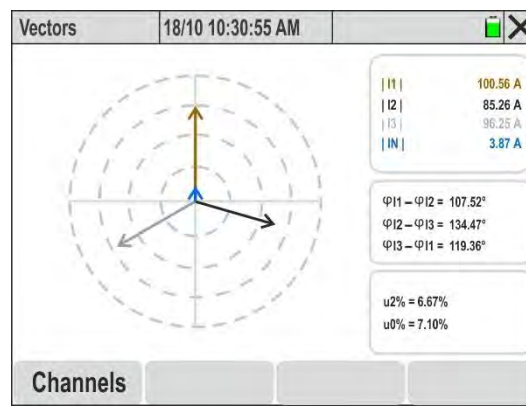 Vectors 18/10 10:30:55 AM
| I1 | 100.56 A
| I2 | 85.26 A
| I3 | 96.25 A
| IN | 3.87 A
φI1 – φI2 = 107.52°
φI2 – φI3 = 134.47°
φI3 – φI1 = 119.36°
u2% = 6.67%
u0% = 7.10%
Channels